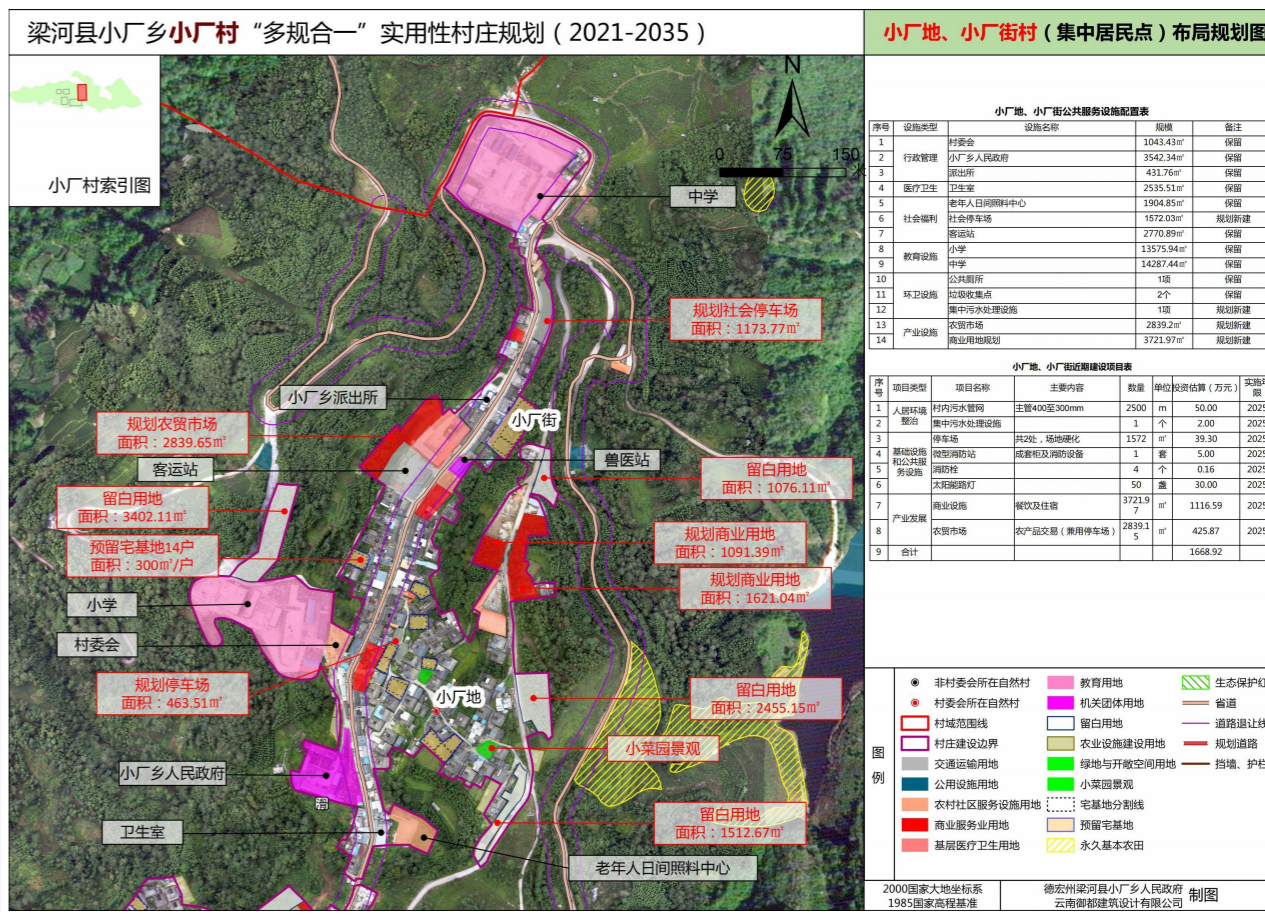 梁河县小厂乡小厂村“多规合一”实用性村庄规划（2021-2035）
小厂地、小厂街村（集中居民点）布局规划图
小厂村索引图
N
0 75 150
米
中学
规划社会停车场
面积：1173.77㎡
小厂乡派出所
小厂街
规划农贸市场
面积：2839.65㎡
客运站
兽医站
留白用地
面积：1076.11㎡
留白用地
面积：3402.11㎡
规划商业用地
面积：1091.39㎡
预留宅基地14户
300㎡/户
规划商业用地
面积：1621.04㎡
小学
村委会
规划停车场
面积：463.51㎡
小厂地
留白用地
面积：2455.15㎡
小菜园景观
小厂乡人民政府
留白用地
面积：1512.67㎡
卫生室
老年人日间照料中心
小厂地、小厂街公共服务设施配置表
序号 设施类型 设施名称 规模 备注
1 行政管理 村委会 1043.43㎡ 保留
2 小厂乡人民政府 3542.34㎡ 保留
3 派出所 431.76㎡ 保留
4 医疗卫生 卫生室 2535.51㎡ 保留
5 社会福利 老年人日间照料中心 1904.85㎡ 保留
6 社会停车场 1572.03㎡ 规划新建
7 客运站 2770.89㎡ 保留
8 教育设施 小学 13575.94㎡ 保留
9 中学 14287.44㎡ 保留
10 环卫设施 公共厕所 1项 保留
11 垃圾收集点 2个 保留
12 集中污水处理设施 1项 规划新建
13 产业设施 农贸市场 2839.2㎡ 规划新建
14 商业用地规划 3721.97㎡ 规划新建
小厂地、小厂街近期建设项目表
序号 项目类型 项目名称 主要内容 数量 单位 投资估算（万元） 实施年限
1 人居环境整治 村内污水管网 主管400至300mm 2500 m 50.00 2025
2 集中污水处理设施 1 个 2.00 2025
3 基础设施和公共服务设施 停车场 共2处，场地硬化 1572 ㎡ 39.30 2025
4 微型消防站 成套柜及消防设备 1 套 5.00 2025
5 消防栓 4 个 0.16 2025
6 太阳能路灯 50 盏 30.00 2025
7 产业发展 商业设施 餐饮及住宿 3721.97 ㎡ 1116.59 2025
8 农贸市场 农产品交易（兼用停车场） 2839.15 ㎡ 425.87 2025
9 合计 1668.92
图例
非村委会所在自然村 教育用地 生态保护红
村委会所在自然村 机关团体用地 省道
村域范围线 留白用地 道路退让线
村庄建设边界 农业设施建设用地 规划道路
交通运输用地 绿地与开敞空间用地 挡墙、护栏
公用设施用地 小菜园景观
农村社区服务设施用地 宅基地分割线
商业服务业用地 预留宅基地
基层医疗卫生用地 永久基本农田
2000国家大地坐标系
1985国家高程基准
德宏州梁河县小厂乡人民政府
云南御都建筑设计有限公司
制图